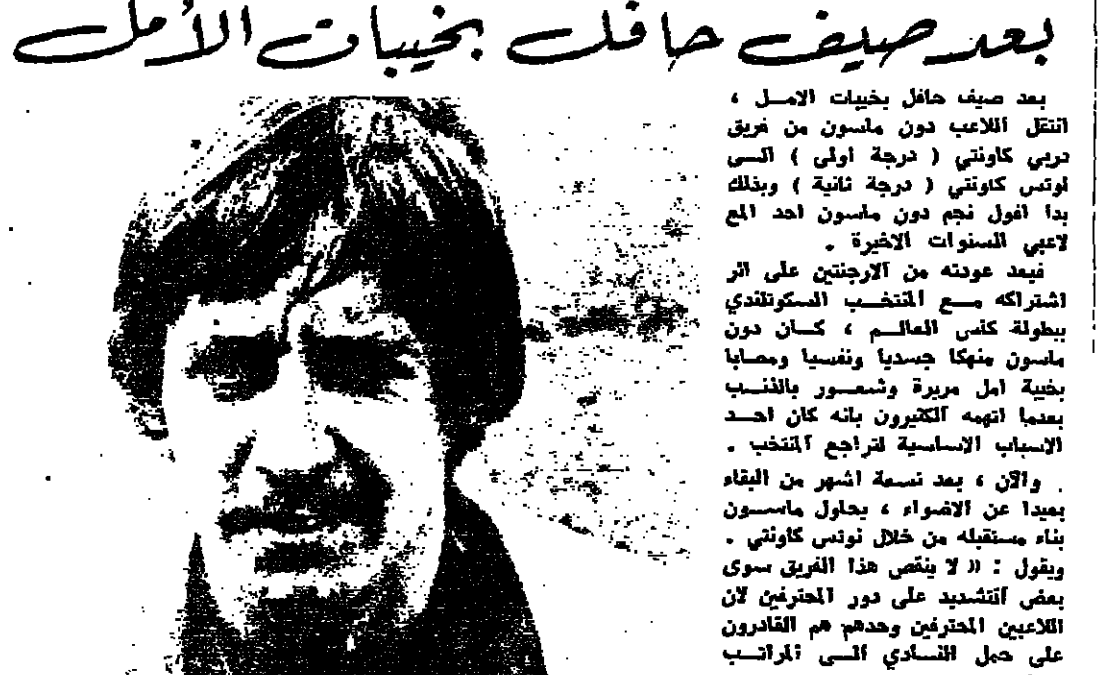 بعد صيف حافل بخيبات الأمل
بعد صيف حافل بخيبات الامل ،
انتقل اللاعب دون ماسون من فريق
دربي كاونتي ( درجة اولى ) الى
نوتس كاونتي ( درجة ثانية ) وبذلك
بدا افول نجم دون ماسون احد المع
لاعبي السنوات الاخيرة .
فبعد عودته من الارجنتين على اثر
اشتراكه مع المنتخب السكوتلندي
ببطولة كأس العالم ، كان دون
ماسون منهكا جسديا ونفسيا ومصابا
بخيبة امل مريرة وشعور بالذنب
بعدما اتهمه الكثيرون بانه كان احد
الاسباب الاساسية لتراجع المنتخب .
والآن ، بعد تسعة اشهر من البقاء
بعيدا عن الاضواء ، يحاول ماسون
بناء مستقبله من خلال نوتس كاونتي .
ويقول : « لا ينقص هذا الفريق سوى
بعض التشديد على دور المحترفين لان
اللاعبين المحترفين وحدهم هم القادرون
على حمل النادي الى المراتب